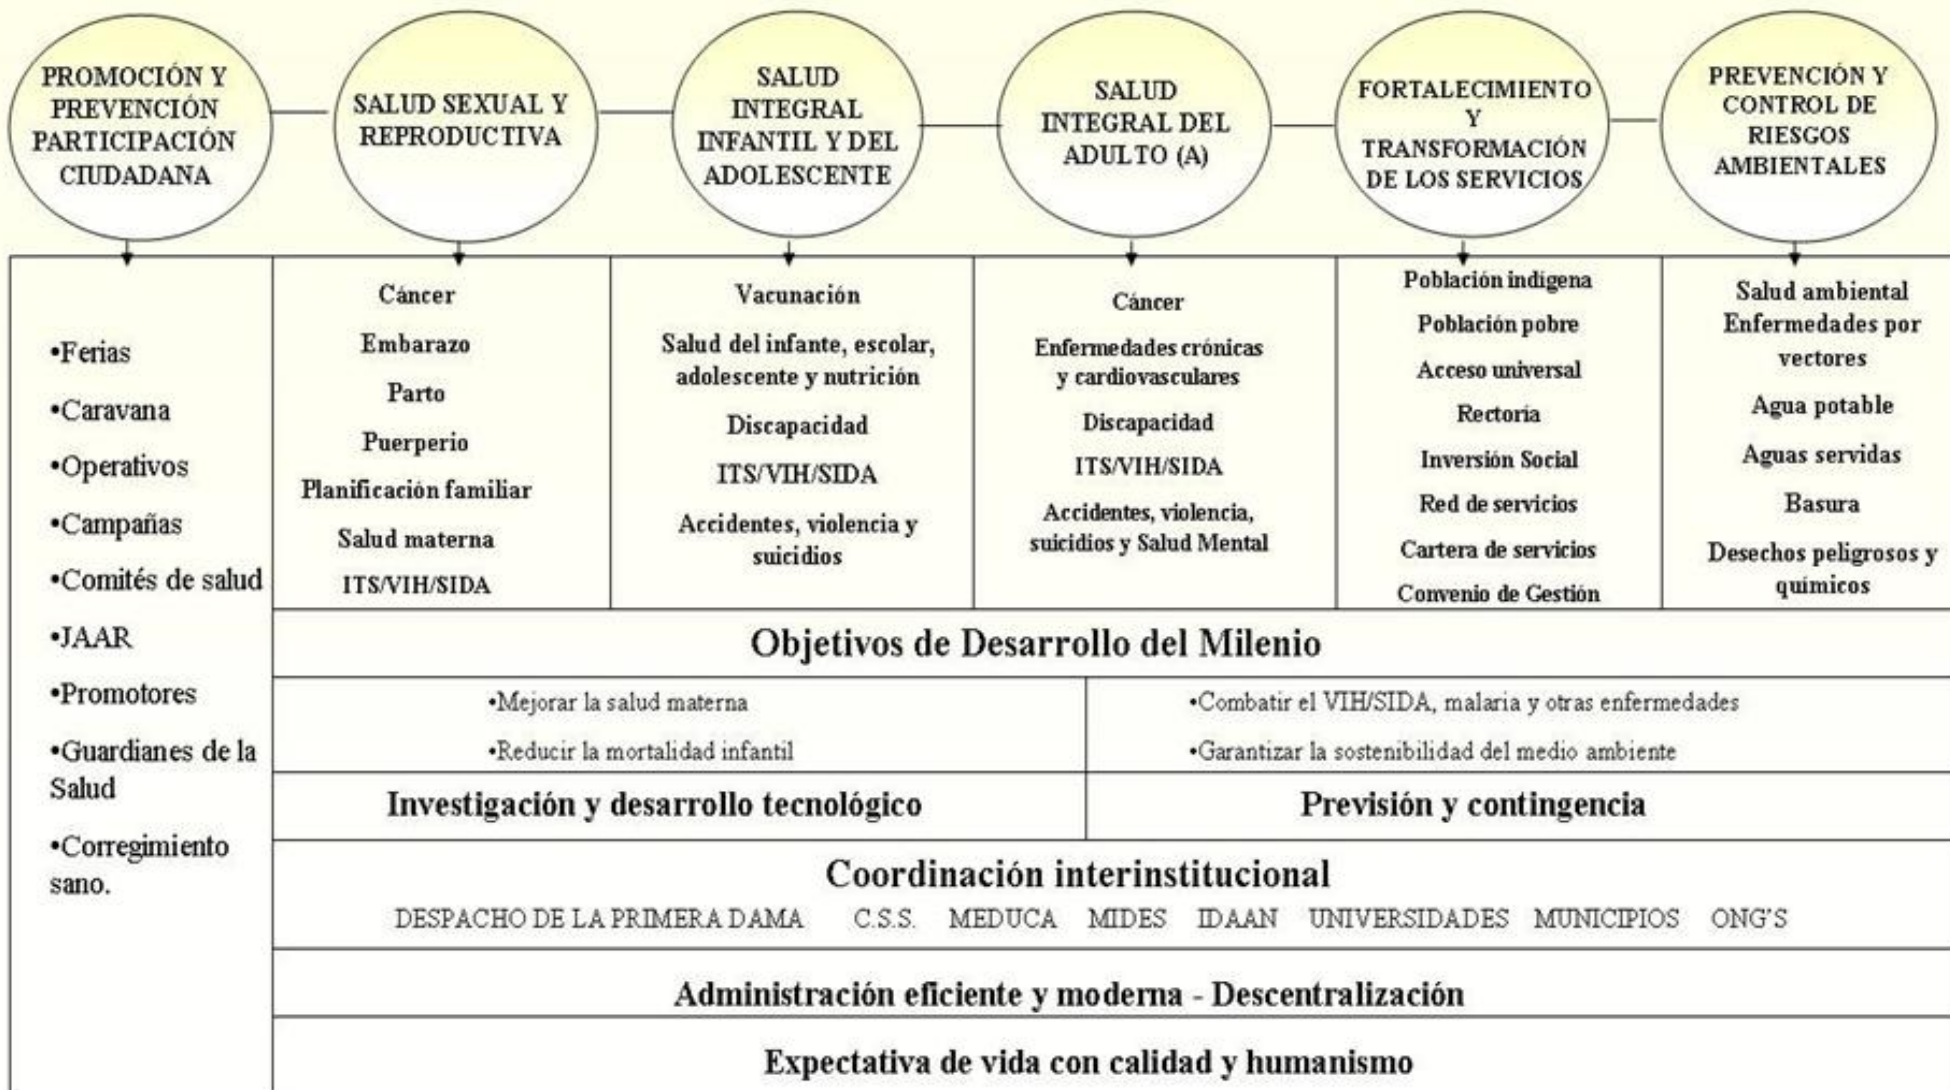 PROMOCIÓN Y
PREVENCIÓN
PARTICIPACIÓN
CIUDADANA
SALUD SEXUAL Y
REPRODUCTIVA
SALUD
INTEGRAL
INFANTIL Y DEL
ADOLESCENTE
SALUD
INTEGRAL DEL
ADULTO (A)
FORTALECIMIENTO
Y
TRANSFORMACIÓN
DE LOS SERVICIOS
PREVENCIÓN Y
CONTROL DE
RIESGOS
AMBIENTALES
•Ferias
•Caravana
•Operativos
•Campañas
•Comités de salud
•JAAR
•Promotores
•Guardianes de la
Salud
•Corregimiento
sano.
Cáncer
Embarazo
Parto
Puerperio
Planificación familiar
Salud materna
ITS/VIH/SIDA
Vacunación
Salud del infante, escolar,
adolescente y nutrición
Discapacidad
ITS/VIH/SIDA
Accidentes, violencia y
suicidios
Cáncer
Enfermedades crónicas
y cardiovasculares
Discapacidad
ITS/VIH/SIDA
Accidentes, violencia,
suicidios y Salud Mental
Población indígena
Población pobre
Acceso universal
Rectoría
Inversión Social
Red de servicios
Cartera de servicios
Convenio de Gestión
Salud ambiental
Enfermedades por
vectores
Agua potable
Aguas servidas
Basura
Desechos peligrosos y
químicos
Objetivos de Desarrollo del Milenio
•Mejorar la salud materna
•Reducir la mortalidad infantil
•Combatir el VIH/SIDA, malaria y otras enfermedades
•Garantizar la sostenibilidad del medio ambiente
Investigación y desarrollo tecnológico
Previsión y contingencia
Coordinación interinstitucional
DESPACHO DE LA PRIMERA DAMA C.S.S. MEDUCA MIDES IDAAN UNIVERSIDADES MUNICIPIOS ONG'S
Administración eficiente y moderna - Descentralización
Expectativa de vida con calidad y humanismo